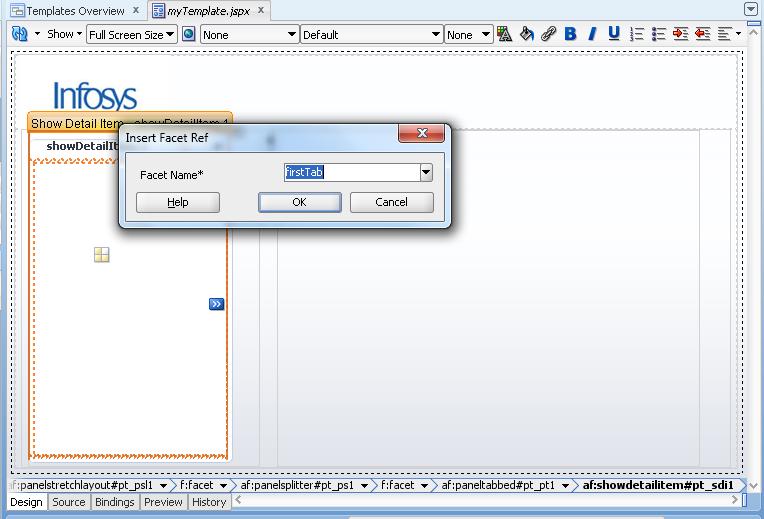 Templates Overview myTemplate.jspx
Show Full Screen Size None Default None B I U
Infosys
Show Detail Item - showDetailItem 1
Insert Facet Ref
showDetailIt
Facet Name* firstTab
Help OK Cancel
af:panelstretchlayout#pt_psl1 f:facet af:panelsplitter#pt_ps1 f:facet af:paneltabbed#pt_pt1 af:showdetailitem#pt_sdi1
Design Source Bindings Preview History